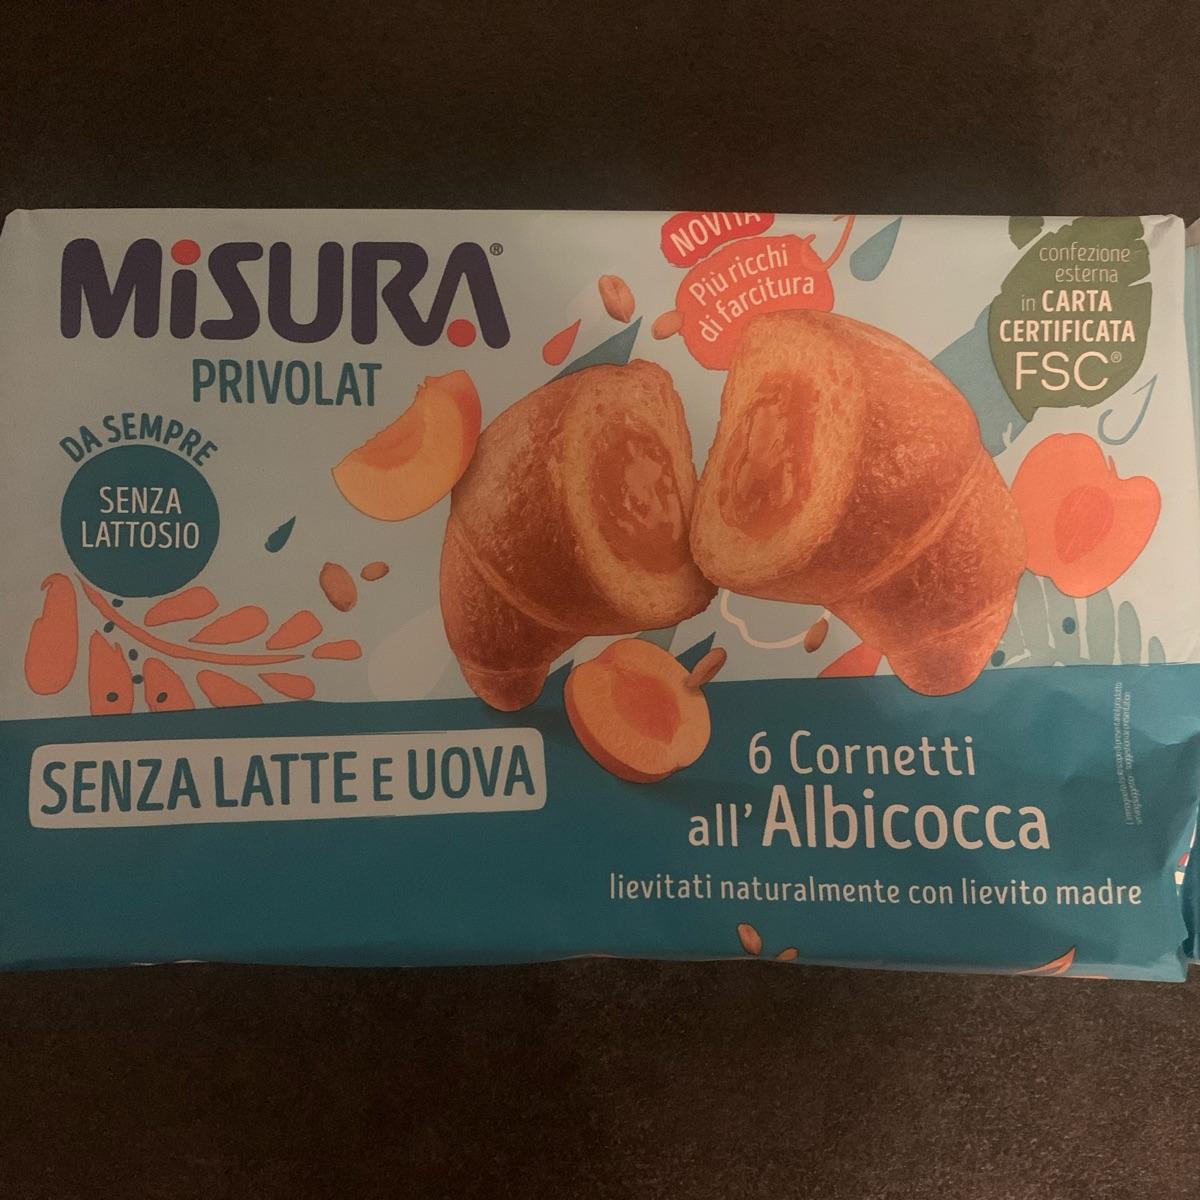 MiSURA®
PRIVOLAT
DA SEMPRE
SENZA
LATTOSIO
NOVITÀ
Più ricchi
di farcitura
confezione
esterna
in CARTA
CERTIFICATA
FSC®
SENZA LATTE E UOVA
6 Cornetti
all'Albicocca
lievitati naturalmente con lievito madre